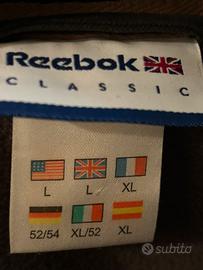 Reebok
CLASSIC
L L XL
52/54 XL/52 XL
subito